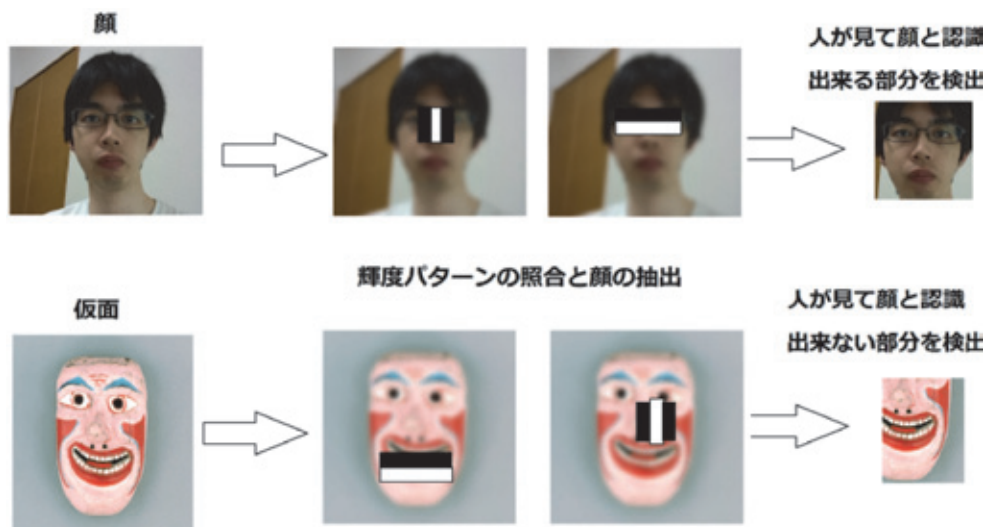 顔
人が見て顔と認識
出来る部分を検出
輝度パターンの照合と顔の抽出
仮面
人が見て顔と認識
出来ない部分を検出